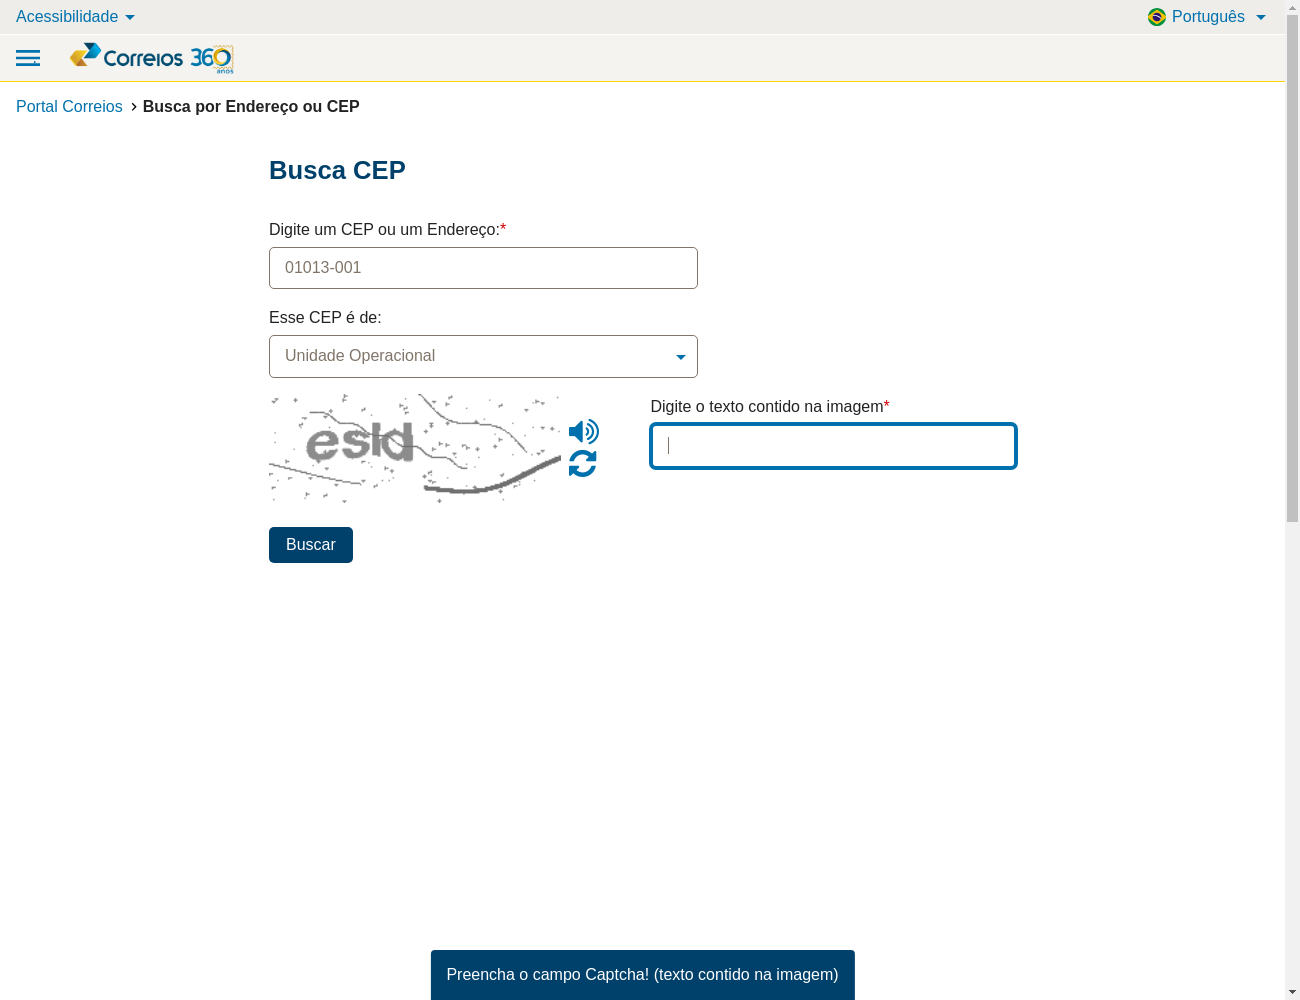 Acessibilidade
Português
Correios 360
anos
Portal Correios > Busca por Endereço ou CEP
Busca CEP
Digite um CEP ou um Endereço:*
01013-001
Esse CEP é de:
Unidade Operacional
Digite o texto contido na imagem*
Buscar
Preencha o campo Captcha! (texto contido na imagem)